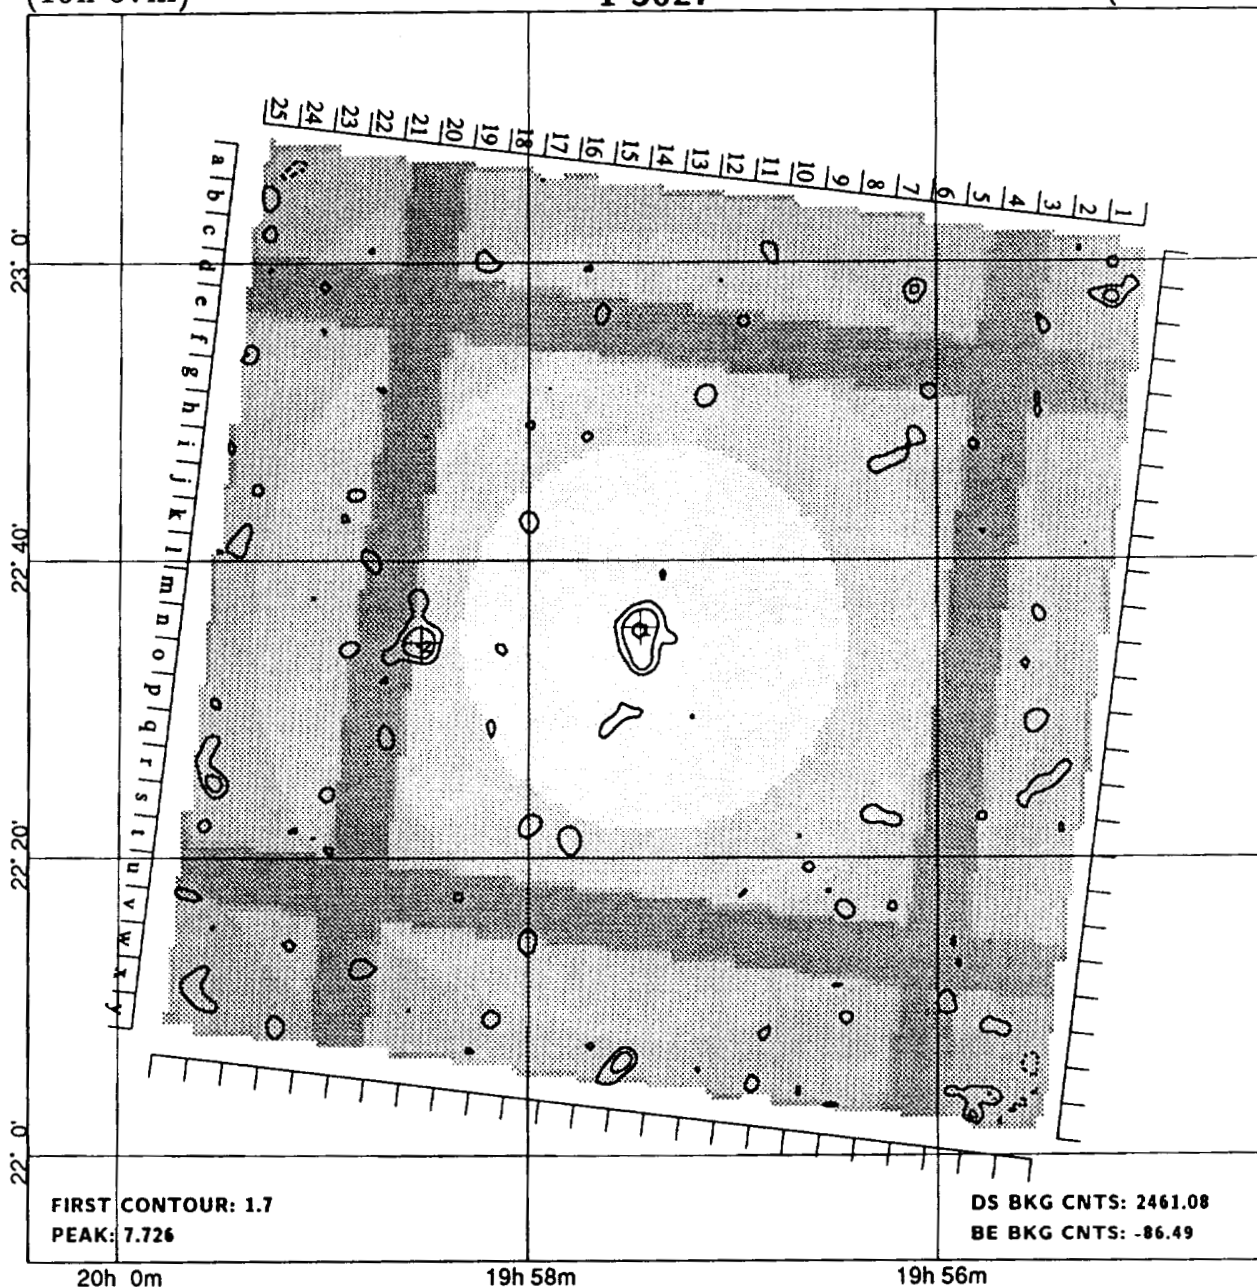 25 24 23 22 21 20 19 18 17 16 15 14 13 12 11 10 9 8 7 6 5 4 3 2 1
a b c d e f g h i j k l m n o p q r s t u v w x y
23° 0'
22° 40'
22° 20'
22° 0'
FIRST CONTOUR: 1.7
PEAK: 7.726
DS BKG CNTS: 2461.08
BE BKG CNTS: -86.49
20h 0m
19h 58m
19h 56m